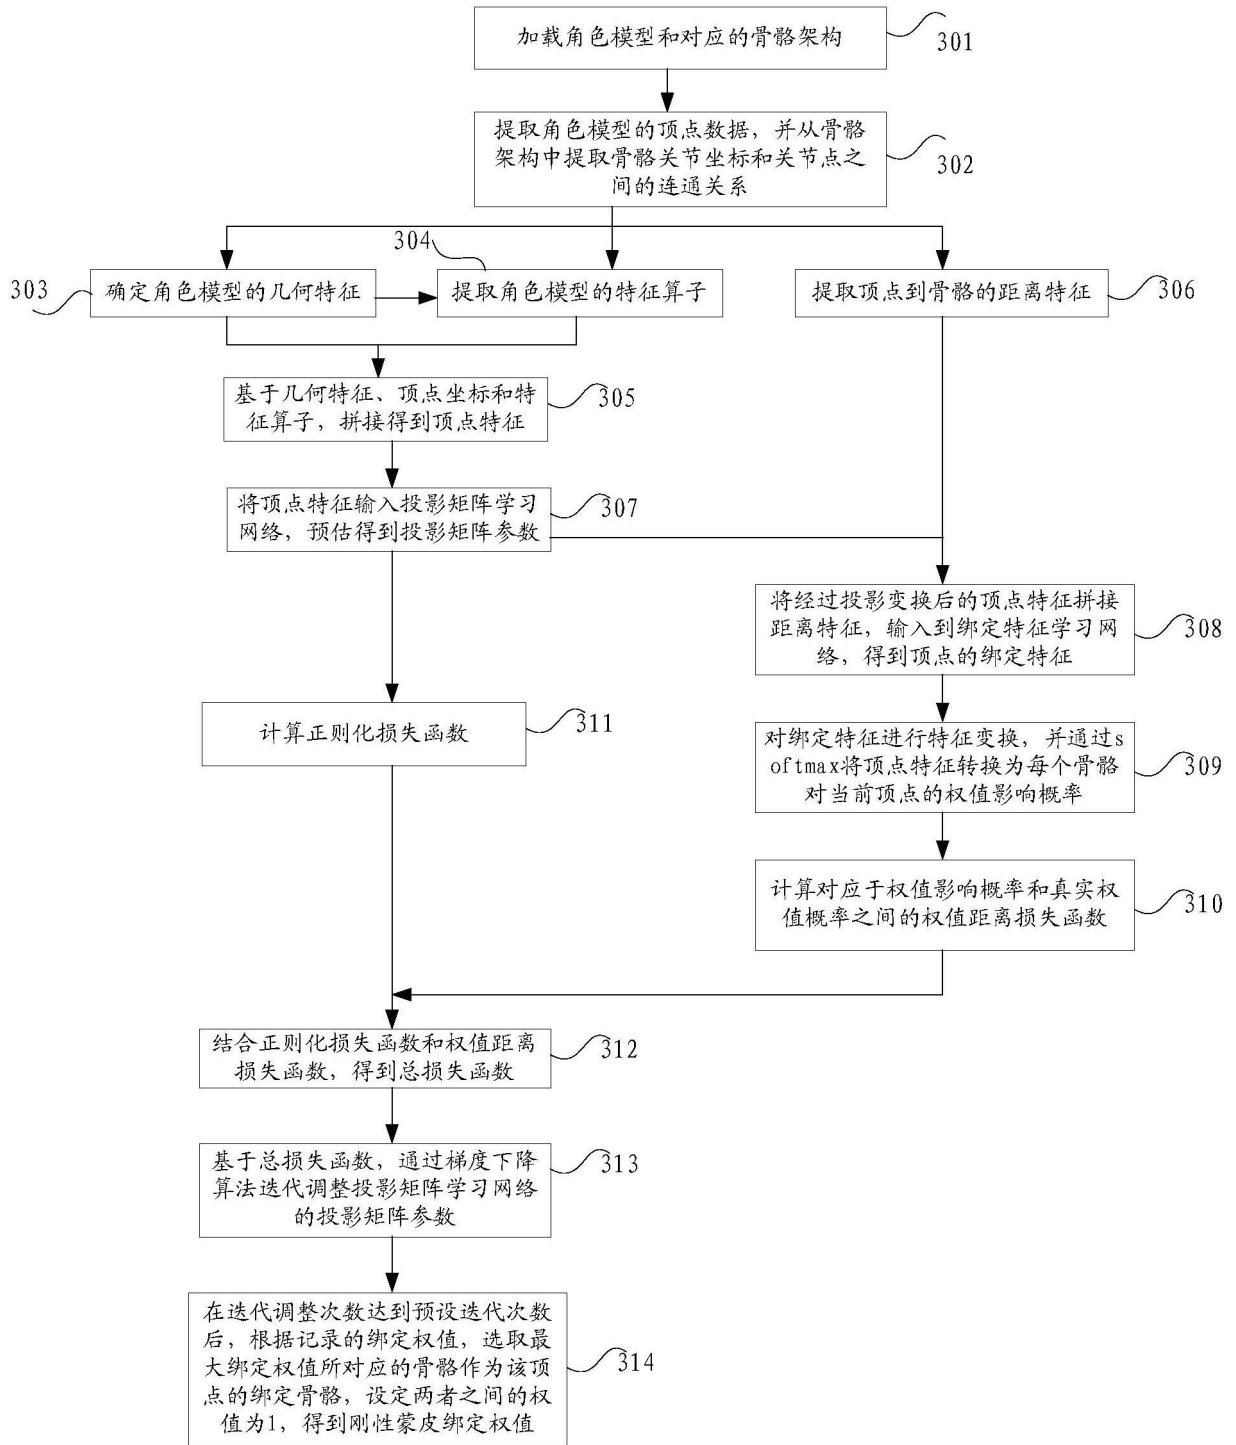 加载角色模型和对应的骨骼架构
301
提取角色模型的顶点数据，并从骨骼
架构中提取骨骼关节坐标和关节点之
间的连通关系
302
303
确定角色模型的几何特征
304
提取角色模型的特征算子
提取顶点到骨骼的距离特征
306
基于几何特征、顶点坐标和特
征算子，拼接得到顶点特征
305
将顶点特征输入投影矩阵学习
网络，预估得到投影矩阵参数
307
将经过投影变换后的顶点特征拼接
距离特征，输入到绑定特征学习网
络，得到顶点的绑定特征
308
计算正则化损失函数
311
对绑定特征进行特征变换，并通过s
oftmax将顶点特征转换为每个骨骼
对当前顶点的权值影响概率
309
计算对应于权值影响概率和真实权
值概率之间的权值距离损失函数
310
结合正则化损失函数和权值距离
损失函数，得到总损失函数
312
基于总损失函数，通过梯度下降
算法迭代调整投影矩阵学习网络
的投影矩阵参数
313
在迭代调整次数达到预设迭代次数
后，根据记录的绑定权值，选取最
大绑定权值所对应的骨骼作为该顶
点的绑定骨骼，设定两者之间的权
值为1，得到刚性蒙皮绑定权值
314